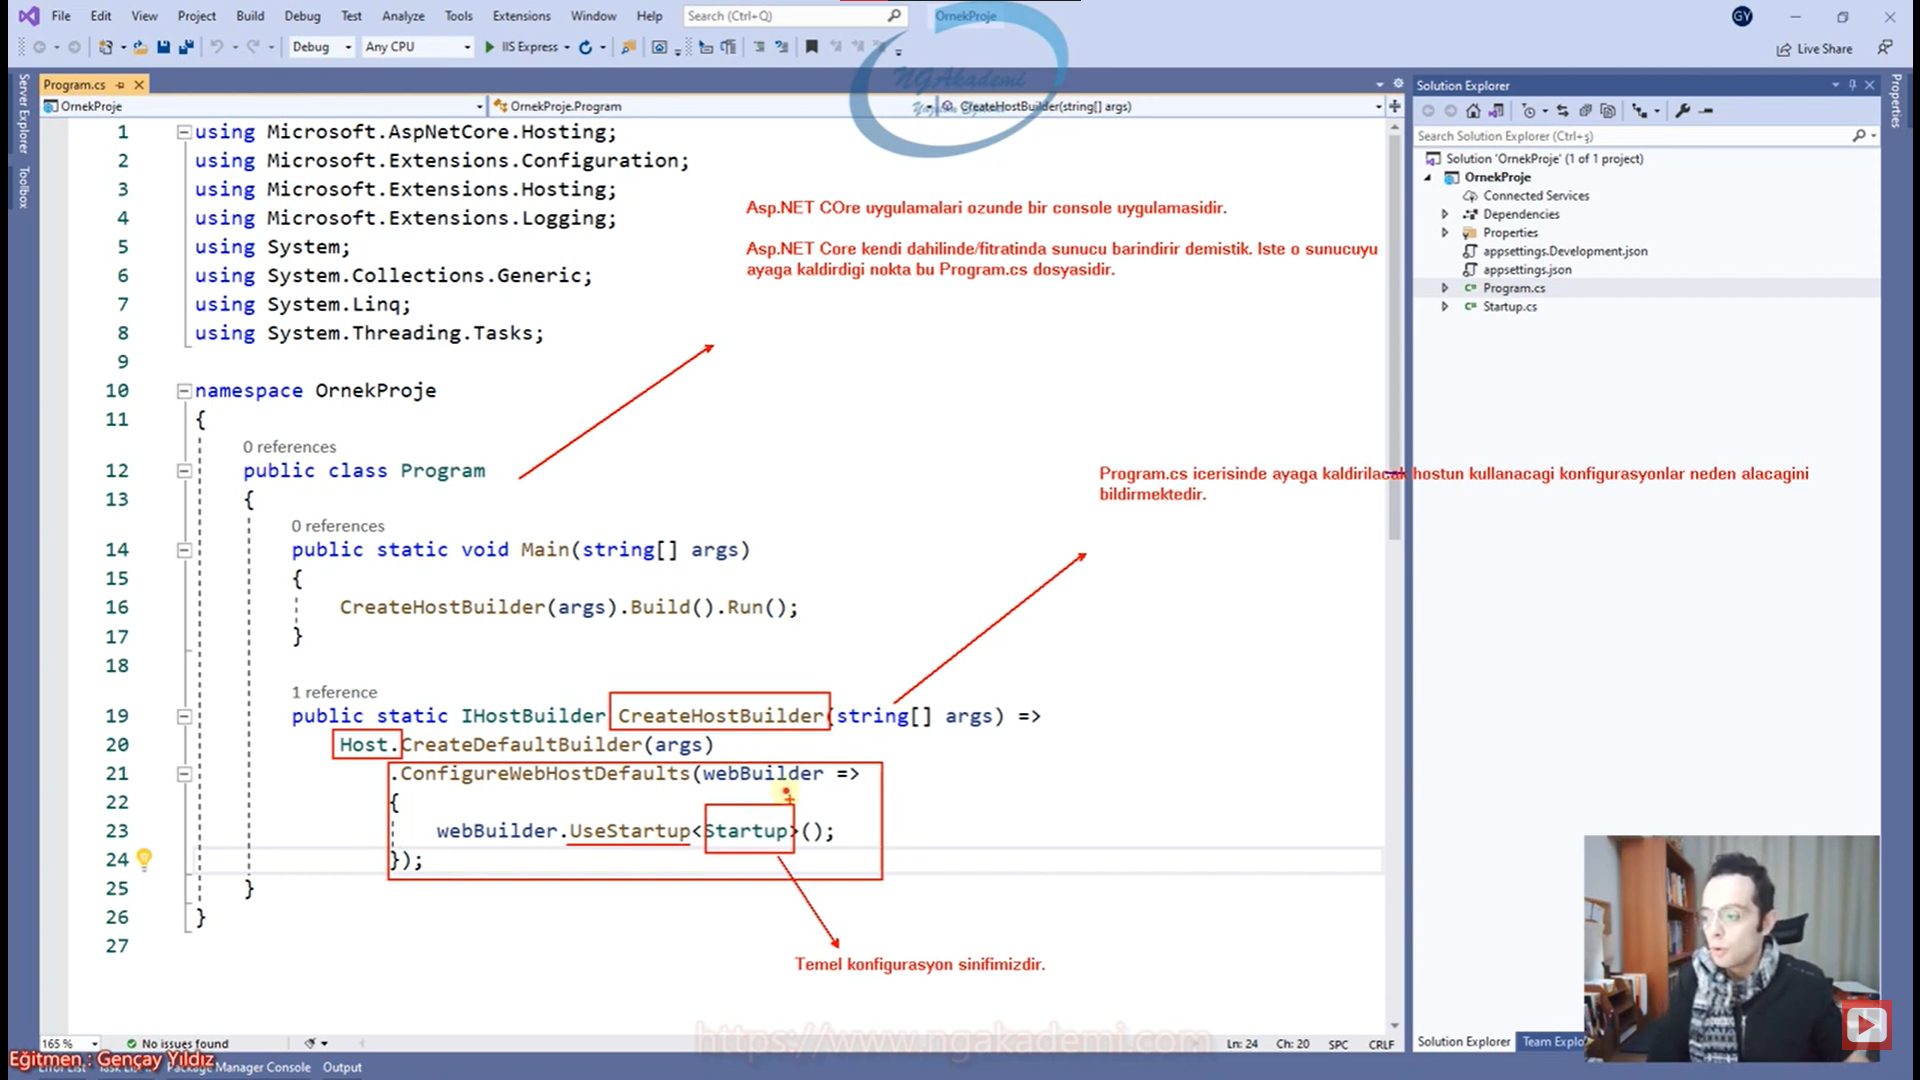 File Edit View Project Build Debug Test Analyze Tools Extensions Window Help Search (Ctrl+Q) OrnekProje GY
Debug Any CPU IIS Express Live Share
Server Explorer
Toolbox
Program.cs
OrnekProje OrnekProje.Program CreateHostBuilder(string[] args)
NGAkademi
1 using Microsoft.AspNetCore.Hosting;
2 using Microsoft.Extensions.Configuration;
3 using Microsoft.Extensions.Hosting;
4 using Microsoft.Extensions.Logging;
5 using System;
6 using System.Collections.Generic;
7 using System.Linq;
8 using System.Threading.Tasks;
9
10 namespace OrnekProje
11 {
0 references
12 public class Program
13 {
0 references
14 public static void Main(string[] args)
15 {
16 CreateHostBuilder(args).Build().Run();
17 }
18
1 reference
19 public static IHostBuilder CreateHostBuilder(string[] args) =>
20 Host.CreateDefaultBuilder(args)
21 .ConfigureWebHostDefaults(webBuilder =>
22 {
23 webBuilder.UseStartup<Startup>();
24 });
25 }
26 }
27
Asp.NET COre uygulamalari ozunde bir console uygulamasidir.
Asp.NET Core kendi dahilinde/fitratinda sunucu barindirir demistik. Iste o sunucuyu
ayaga kaldirdigi nokta bu Program.cs dosyasidir.
Program.cs icerisinde ayaga kaldirilacak hostun kullanacagi konfigurasyonlar neden alacagini
bildirmektedir.
Temel konfigurasyon sinifimizdir.
Solution Explorer
Search Solution Explorer (Ctrl+ş)
Solution 'OrnekProje' (1 of 1 project)
OrnekProje
Connected Services
Dependencies
Properties
appsettings.Development.json
appsettings.json
Program.cs
Startup.cs
Properties
Solution Explorer Team Explo
165 % No issues found Ln: 24 Ch: 20 SPC CRLF
https://www.ngakademi.com
Eğitmen : Gençay Yıldız
Package Manager Console Output